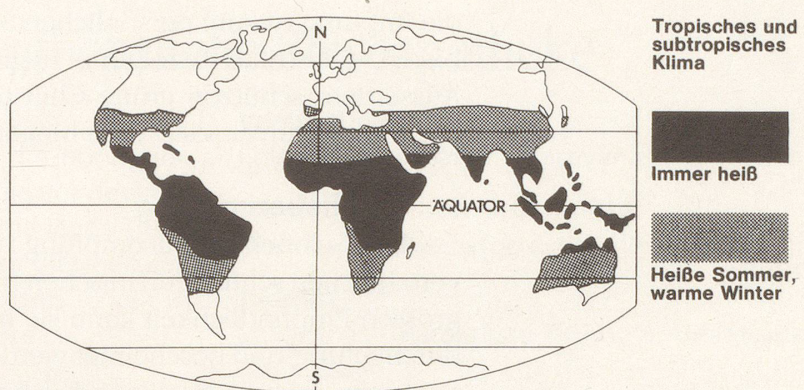 N
Tropisches und
subtropisches
Klima
Immer heiß
ÄQUATOR
Heiße Sommer,
warme Winter
S